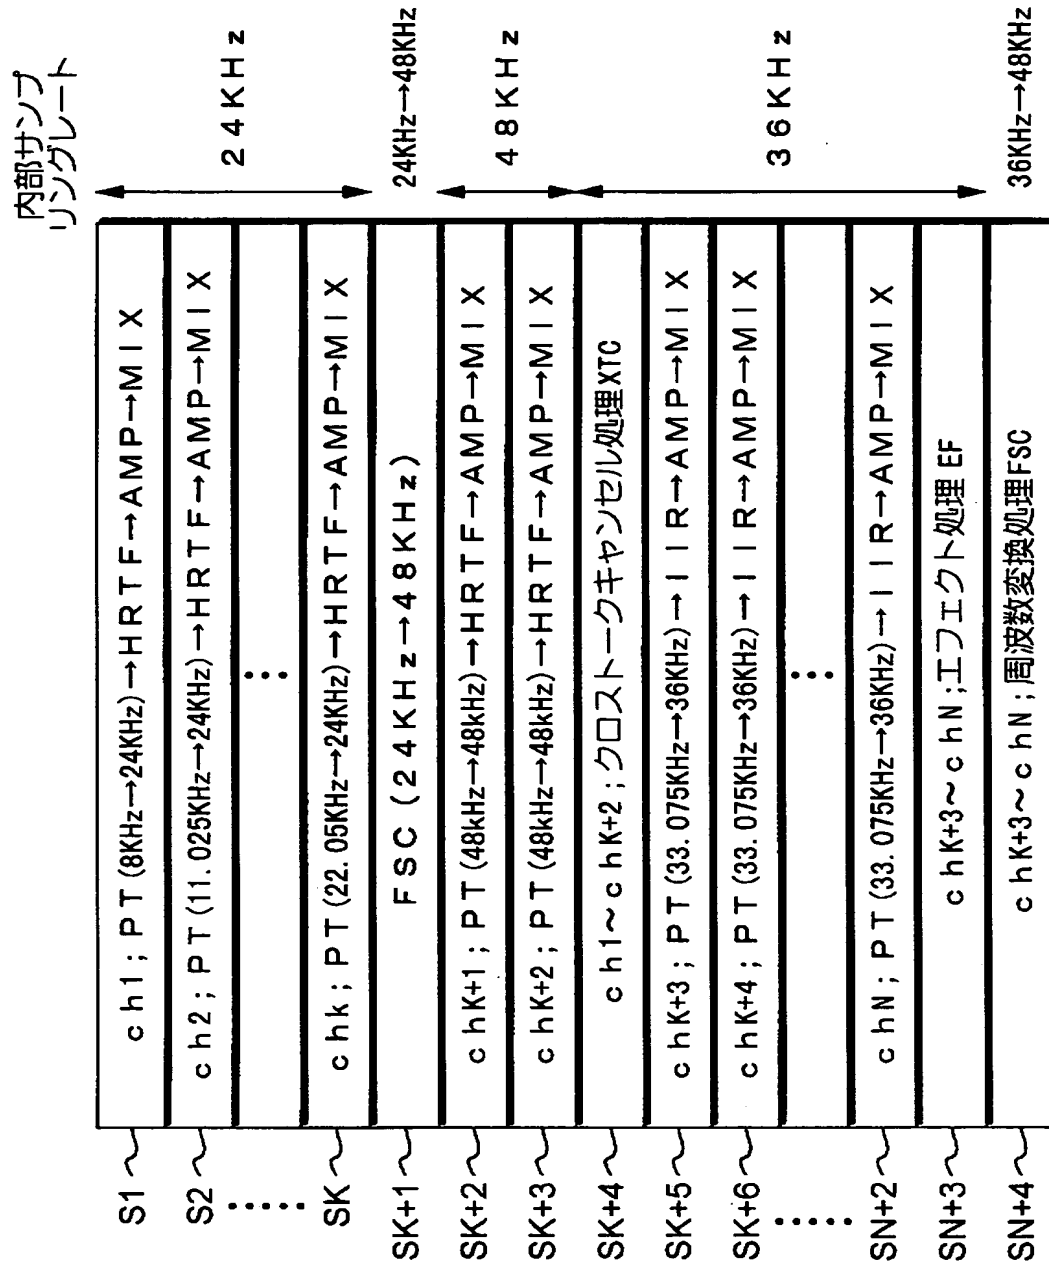 内部サンプ
リングレート
S1 ch1;PT(8KHz→24KHz)→HRTF→AMP→MIX
S2 ch2;PT(11.025KHz→24KHz)→HRTF→AMP→MIX
24KHz
......
⋮
SK chk;PT(22.05KHz→24KHz)→HRTF→AMP→MIX
SK+1 FSC(24KHz→48KHz) 24KHz→48KHz
SK+2 chK+1;PT(48kHz→48kHz)→HRTF→AMP→MIX
48KHz
SK+3 chK+2;PT(48kHz→48kHz)→HRTF→AMP→MIX
SK+4 ch1~chK+2;クロストークキャンセル処理XTC
SK+5 chK+3;PT(33.075KHz→36KHz)→IIR→AMP→MIX
SK+6 chK+4;PT(33.075KHz→36KHz)→IIR→AMP→MIX
36KHz
......
⋮
SN+2 chN;PT(33.075KHz→36KHz)→IIR→AMP→MIX
SN+3 chK+3~chN;エフェクト処理EF
SN+4 chK+3~chN;周波数変換処理FSC 36KHz→48KHz